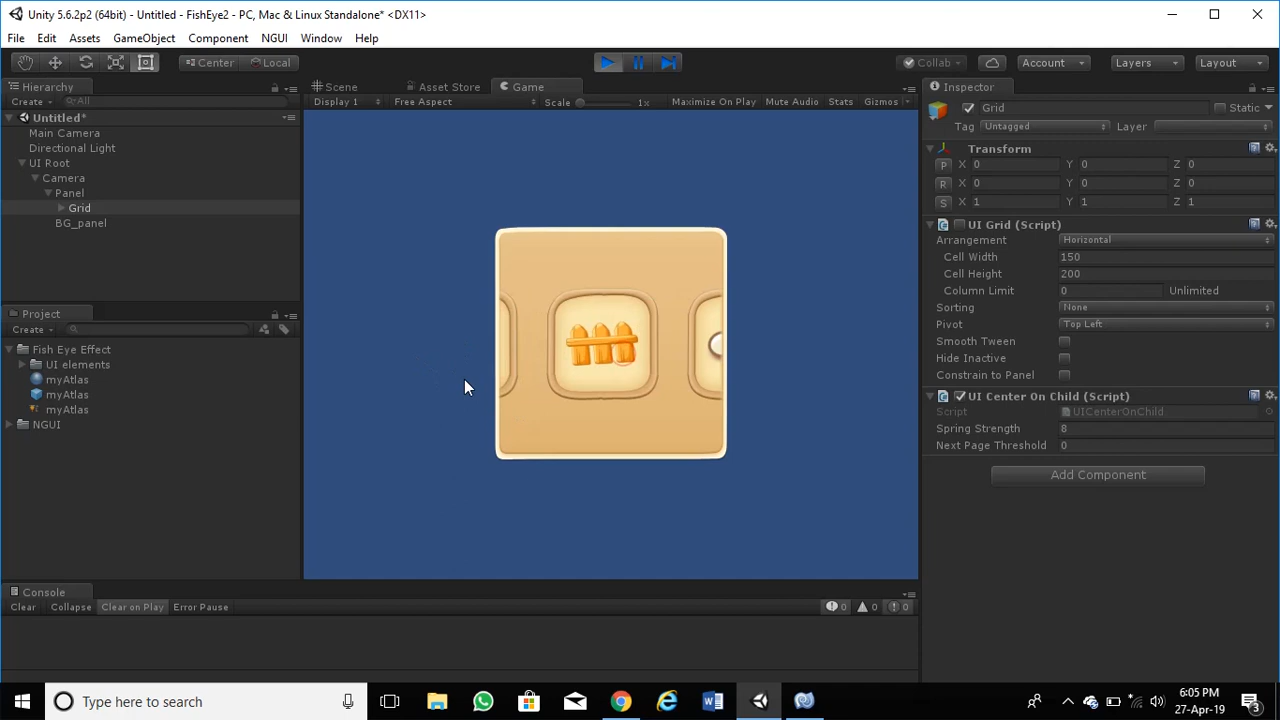 Unity 5.6.2p2 (64bit) - Untitled - FishEye2 - PC, Mac & Linux Standalone* <DX11>
File Edit Assets GameObject Component NGUI Window Help
Center Local Collab Account Layers Layout
Hierarchy
Create All
Untitled*
Main Camera
Directional Light
UI Root
Camera
Panel
Grid
BG_panel
Project
Create
Fish Eye Effect
UI elements
myAtlas
myAtlas
myAtlas
NGUI
Scene Asset Store Game
Display 1 Free Aspect Scale 1x Maximize On Play Mute Audio Stats Gizmos
Console
Clear Collapse Clear on Play Error Pause 0 0 0
Inspector
Grid Static
Tag Untagged Layer
Transform
P X 0 Y 0 Z 0
R X 0 Y 0 Z 0
S X 1 Y 1 Z 1
UI Grid (Script)
Arrangement Horizontal
Cell Width 150
Cell Height 200
Column Limit 0 Unlimited
Sorting None
Pivot Top Left
Smooth Tween
Hide Inactive
Constrain to Panel
UI Center On Child (Script)
Script UICenterOnChild
Spring Strength 8
Next Page Threshold 0
Add Component
Type here to search
6:05 PM
27-Apr-19
3